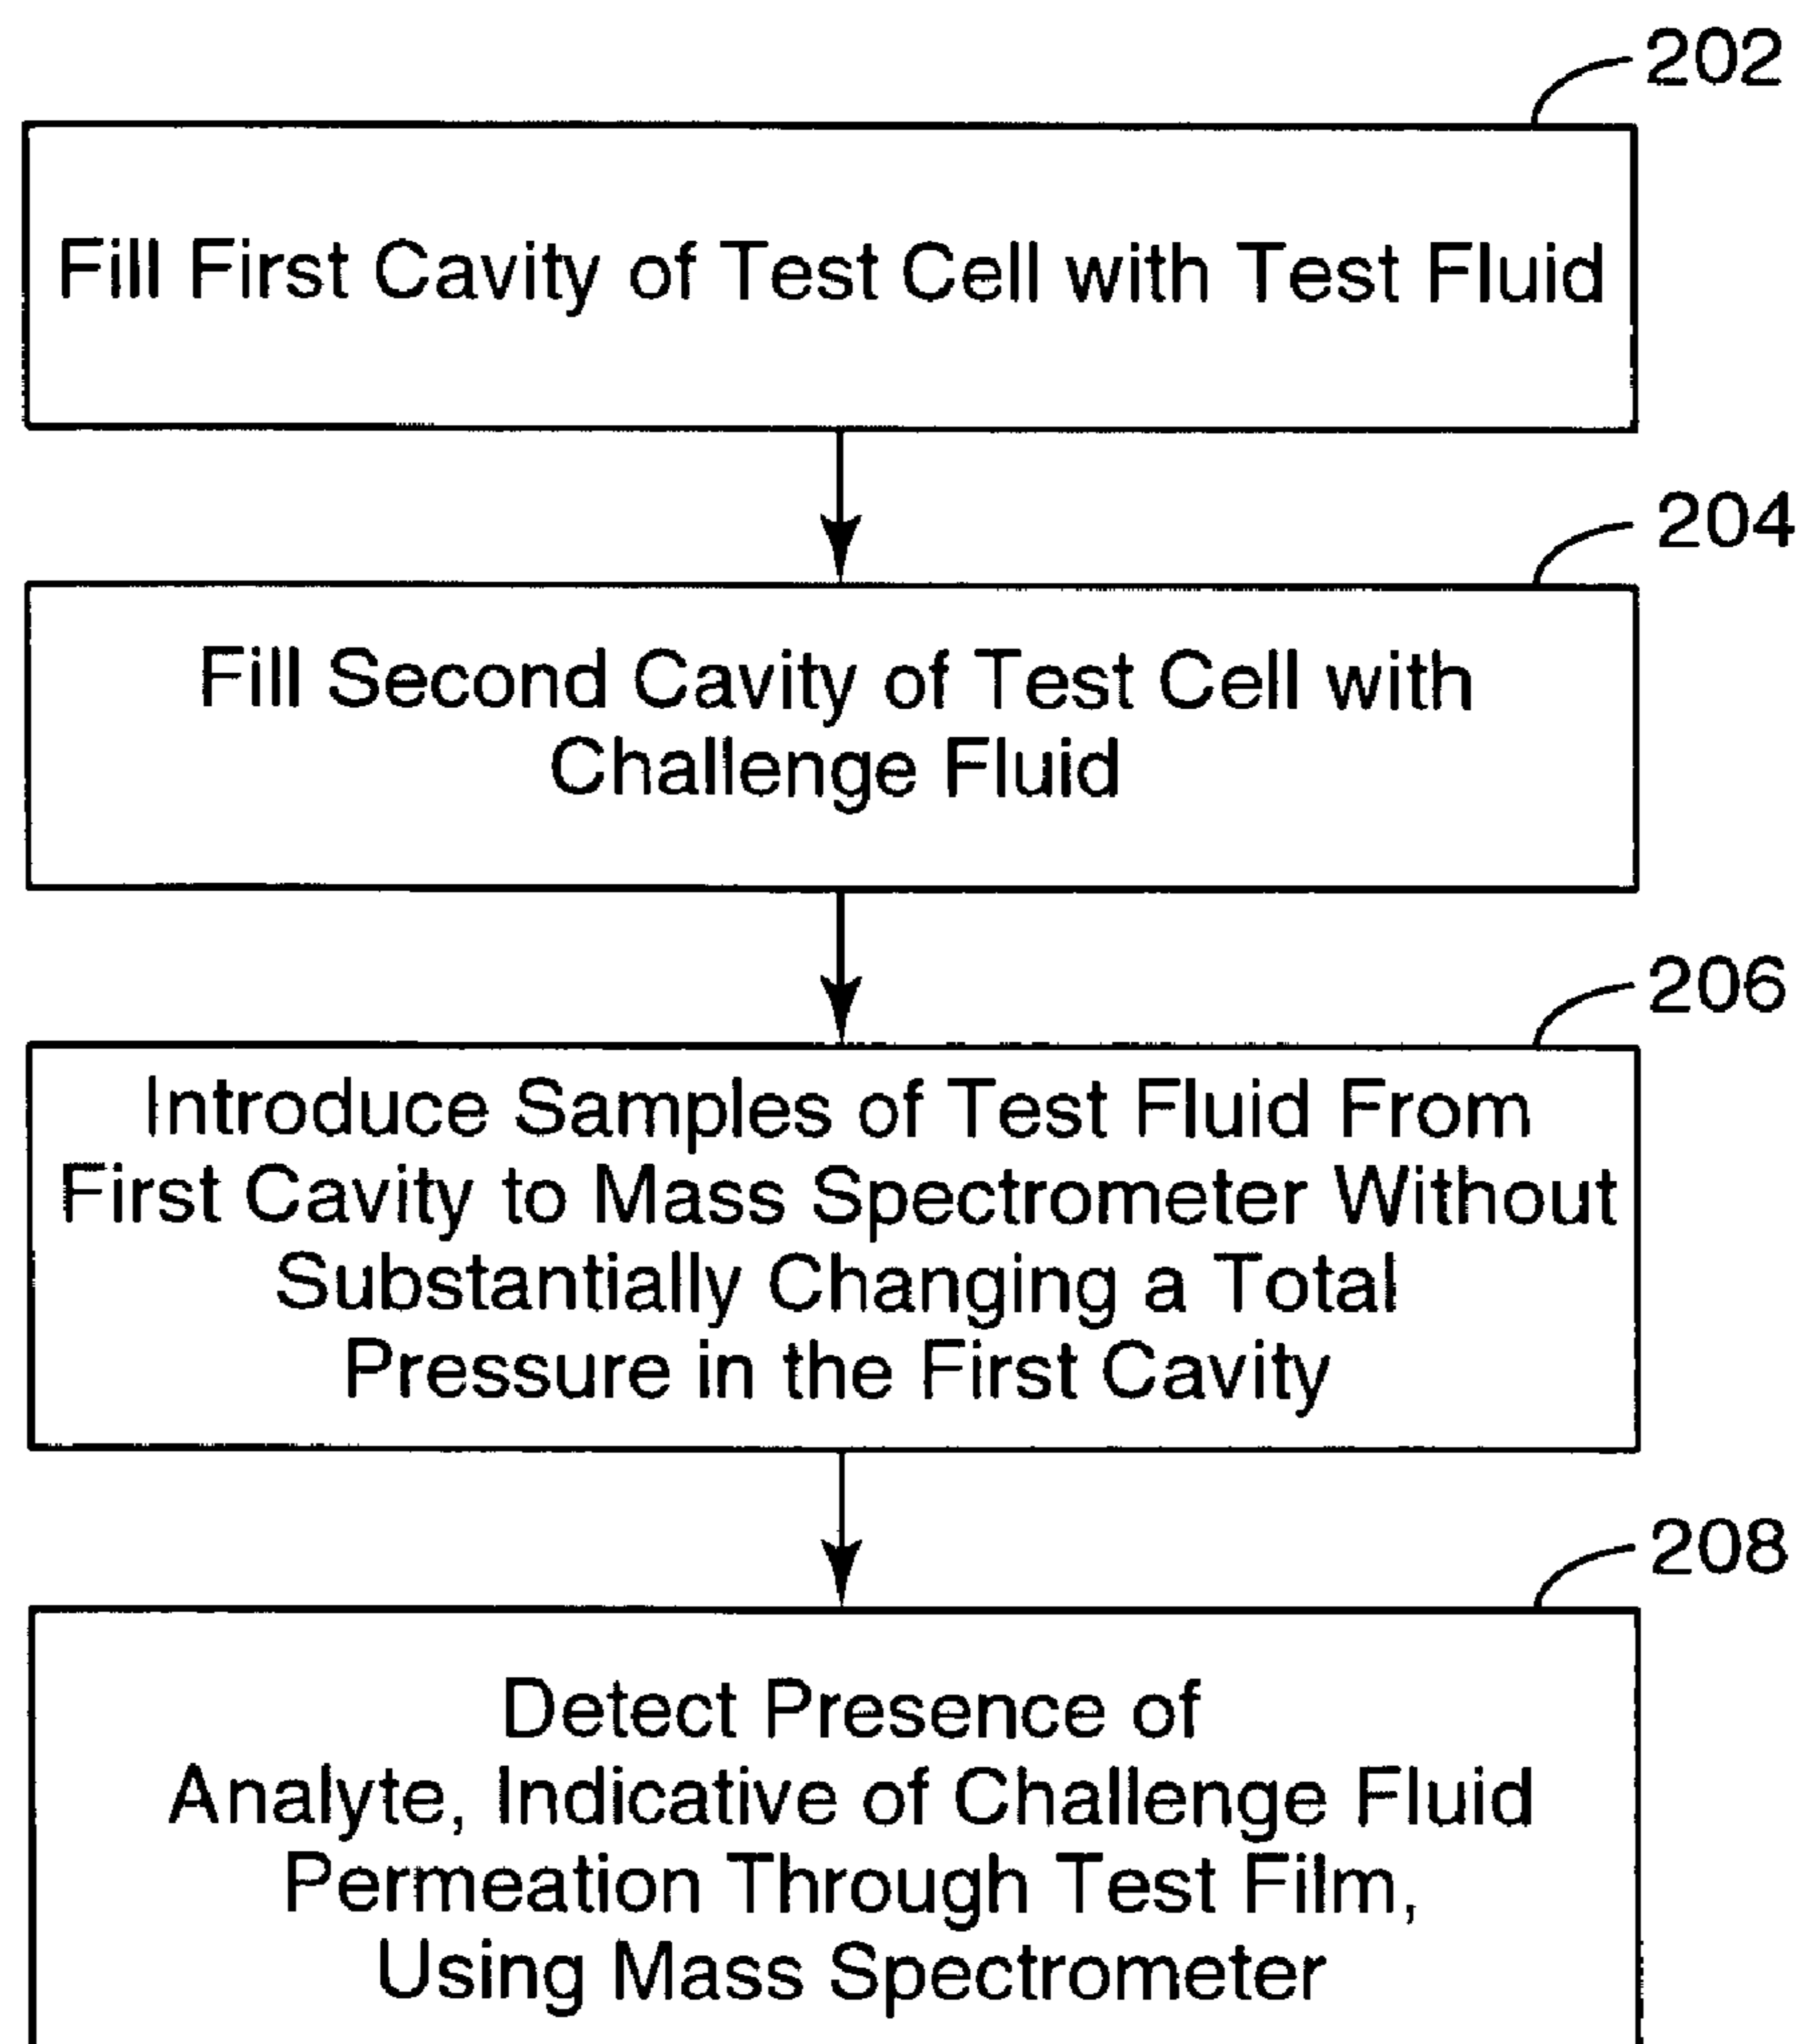 202
Fill First Cavity of Test Cell with Test Fluid
204
Fill Second Cavity of Test Cell with
Challenge Fluid
206
Introduce Samples of Test Fluid From
First Cavity to Mass Spectrometer Without
Substantially Changing a Total
Pressure in the First Cavity
208
Detect Presence of
Analyte, Indicative of Challenge Fluid
Permeation Through Test Film,
Using Mass Spectrometer